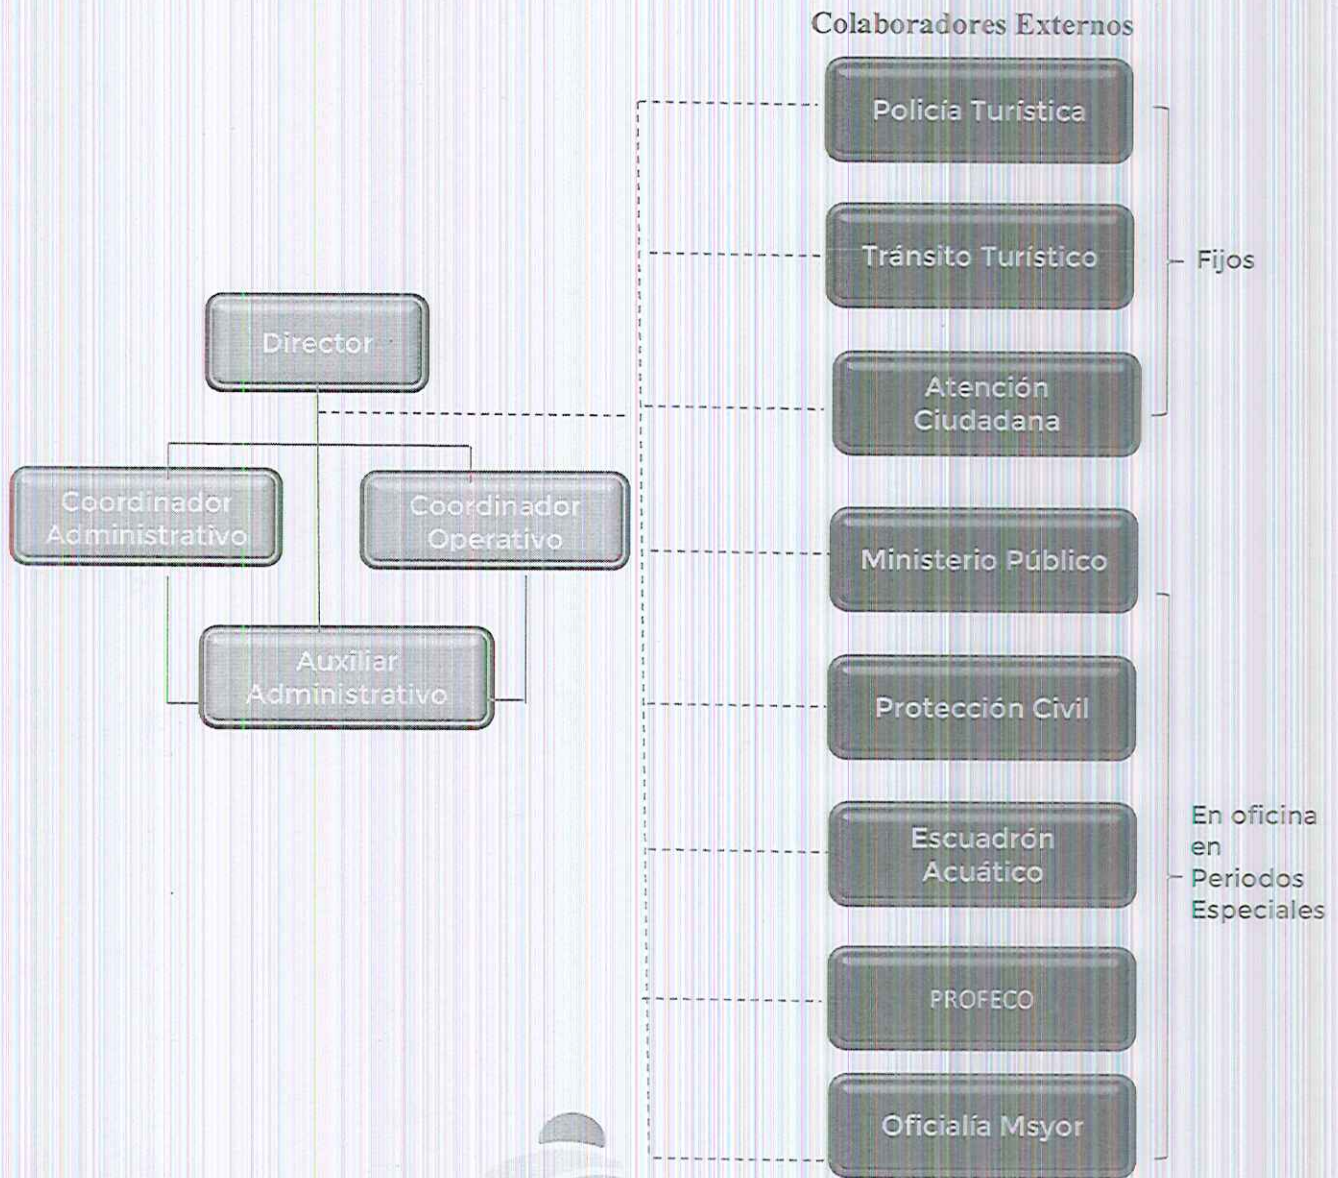 Colaboradores Externos
Policía Turística
Tránsito Turístico
Fijos
Director
Atención
Ciudadana
Coordinador
Administrativo
Coordinador
Operativo
Ministerio Público
Auxiliar
Administrativo
Protección Civil
Escuadrón
Acuático
En oficina
en
Periodos
Especiales
PROFECO
Oficialía Msyor